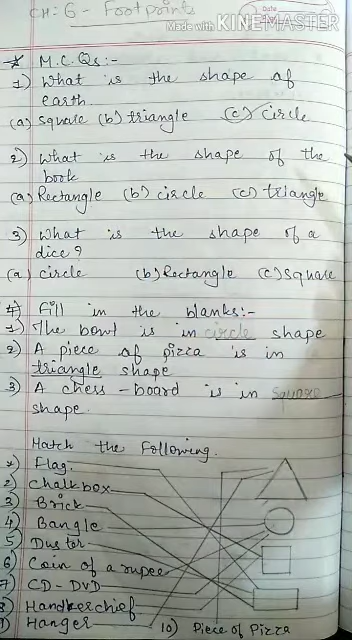 CH:6 - Footpoints
Made with KINEMASTER
Date
* M.C.Qs:-
1) What is the shape of
earth.
(a) Square (b) triangle (c) circle
2) What is the shape of the
book
(a) Rectangle (b) circle (c) triangle
3) What is the shape of a
dice?
(a) circle (b) Rectangle (c) Square
# Fill in the blanks:-
1) The bowl is in circle shape
2) A piece of pizza is in
triangle shape
3) A chess-board is in square
shape.
Match the Following.
1) Flag.
2) Chalkbox
3) Brick
4) Bangle
5) Duster
6) Coin of a rupee
7) CD-DVD
8) Handkerchief
9) Hanger 10) Piece of Pizza